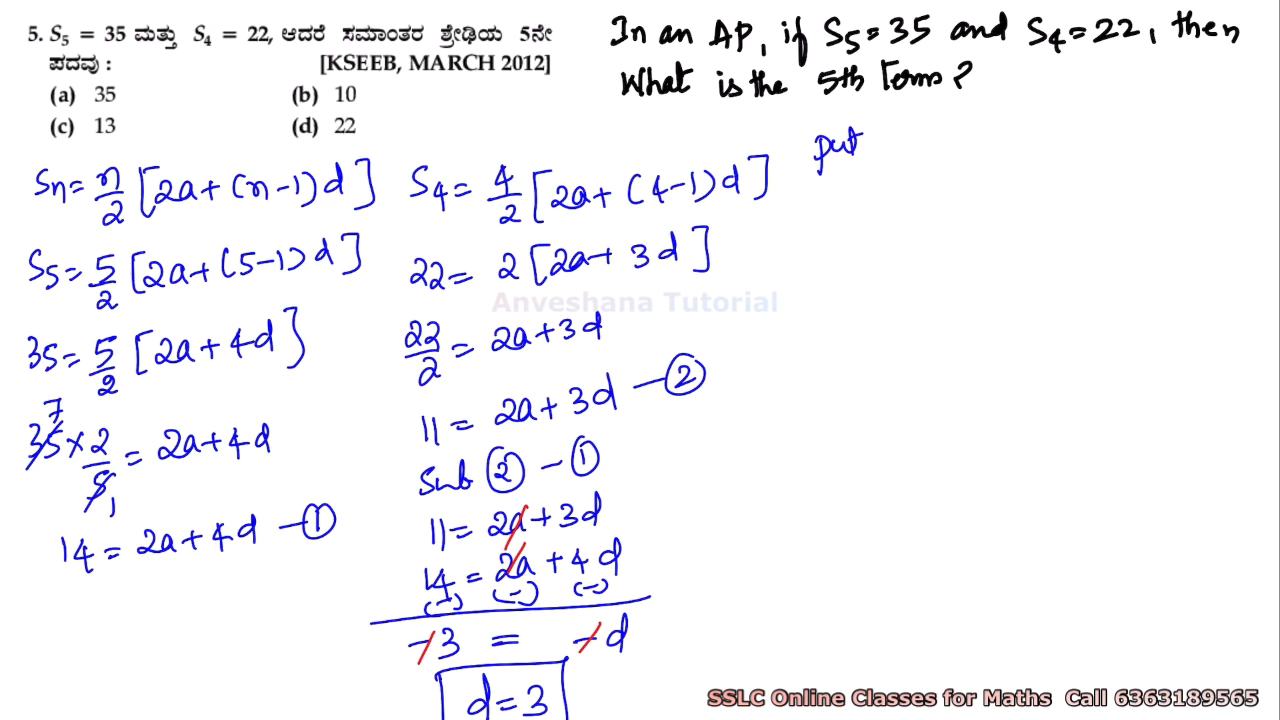 5. S₅ = 35 ಮತ್ತು S₄ = 22, ಆದರೆ ಸಮಾಂತರ ಶ್ರೇಢಿಯ 5ನೇ
ಪದವು : [KSEEB, MARCH 2012]
(a) 35 (b) 10
(c) 13 (d) 22
In an AP, if S₅=35 and S₄=22, then
What is the 5th Term?
Sn = n/2 [2a+(n-1)d]
S₅ = 5/2 [2a+(5-1)d]
35 = 5/2 [2a+4d]
7
35 × 2/5 = 2a+4d
1
14 = 2a+4d —①
S₄ = 4/2 [2a+(4-1)d]
22 = 2[2a+3d]
22/2 = 2a+3d
11 = 2a+3d —②
Sub ② - ①
11 = 2a+3d
14 = 2a+4d
(-) (-) (-)
-3 = -d
d=3
put
Anveshana Tutorial
SSLC Online Classes for Maths Call 6363189565